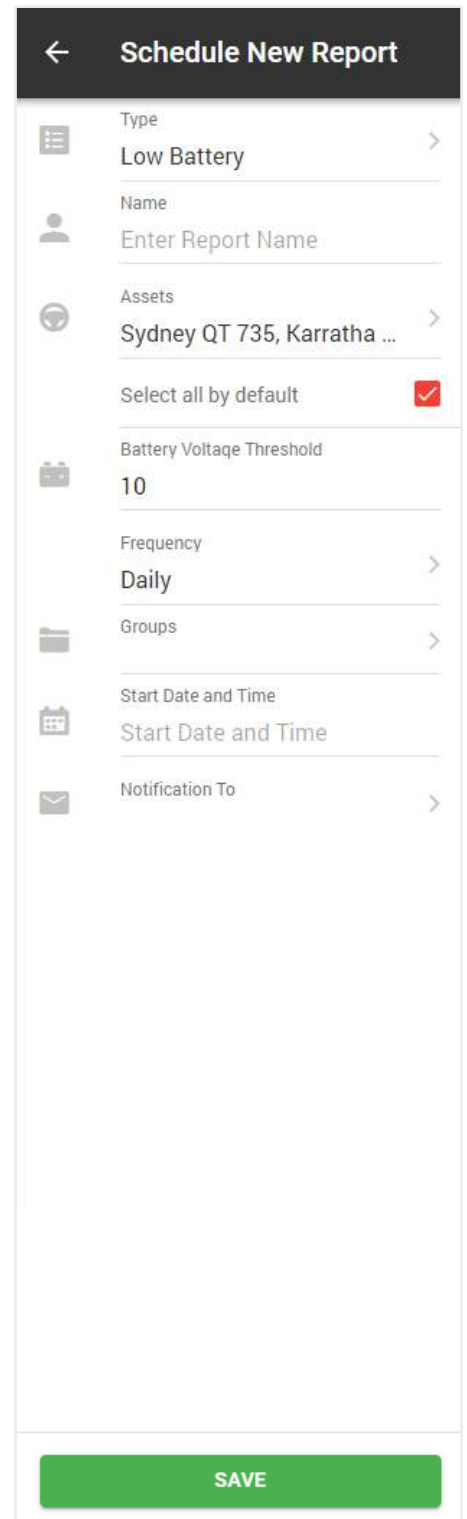 Schedule New Report
Type
Low Battery
Name
Enter Report Name
Assets
Sydney QT 735, Karratha ...
Select all by default
Battery Voltage Threshold
10
Frequency
Daily
Groups
Start Date and Time
Start Date and Time
Notification To
SAVE